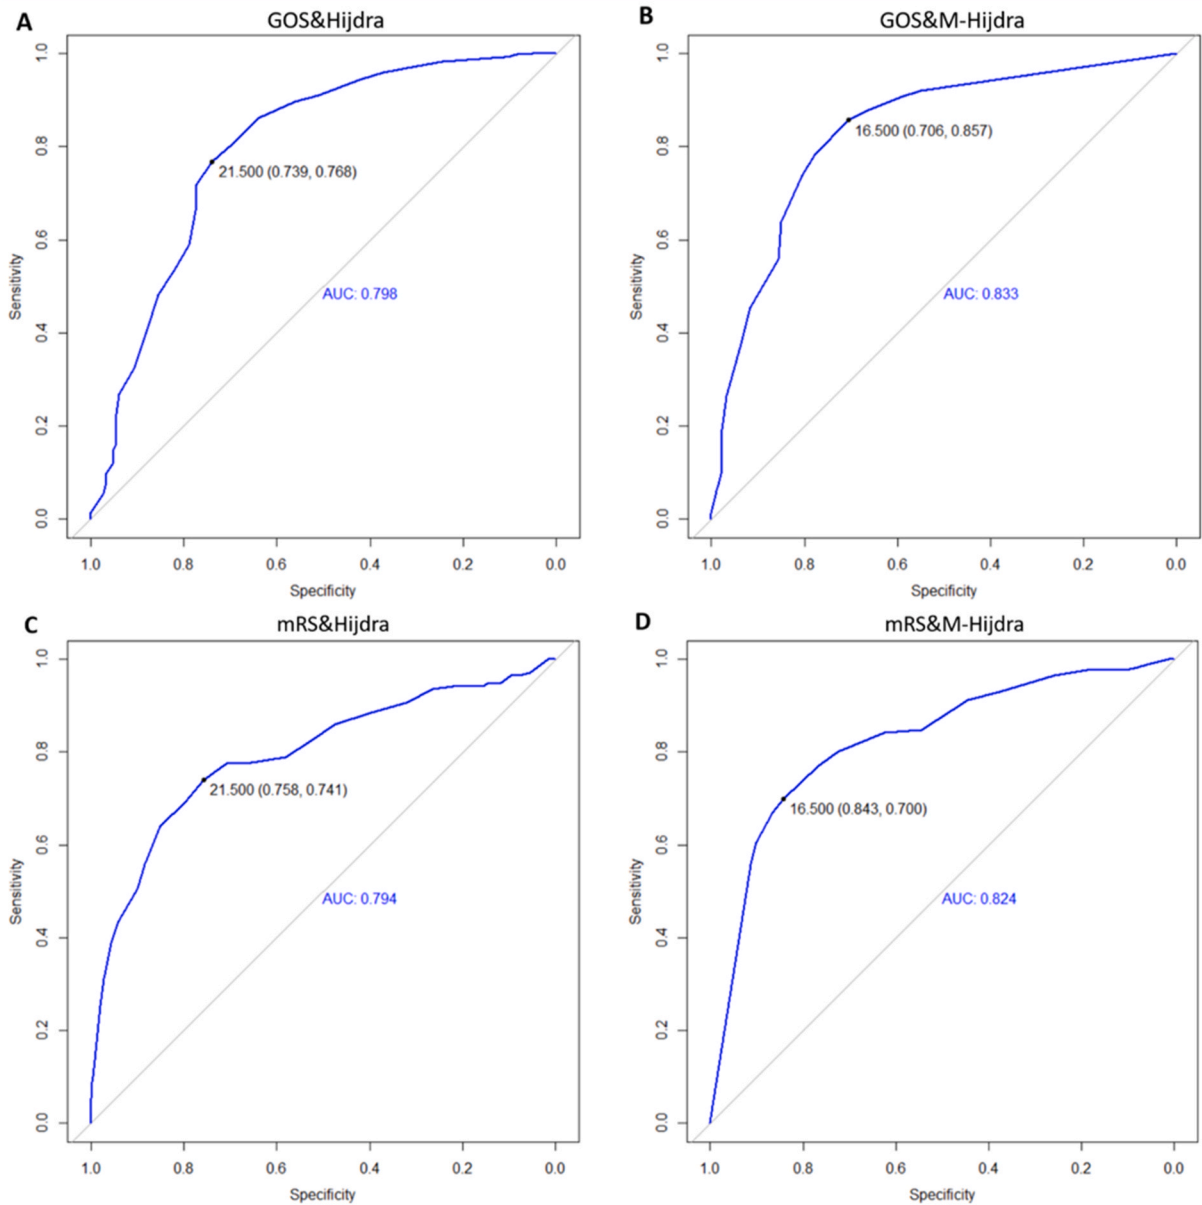 A
GOS&Hijdra
1.0
0.8
0.6
0.4
0.2
0.0
Sensitivity
21.500 (0.739, 0.768)
AUC: 0.798
1.0 0.8 0.6 0.4 0.2 0.0
Specificity
B
GOS&M-Hijdra
1.0
0.8
0.6
0.4
0.2
0.0
Sensitivity
16.500 (0.706, 0.857)
AUC: 0.833
1.0 0.8 0.6 0.4 0.2 0.0
Specificity
C
mRS&Hijdra
1.0
0.8
0.6
0.4
0.2
0.0
Sensitivity
21.500 (0.758, 0.741)
AUC: 0.794
1.0 0.8 0.6 0.4 0.2 0.0
Specificity
D
mRS&M-Hijdra
1.0
0.8
0.6
0.4
0.2
0.0
Sensitivity
16.500 (0.843, 0.700)
AUC: 0.824
1.0 0.8 0.6 0.4 0.2 0.0
Specificity